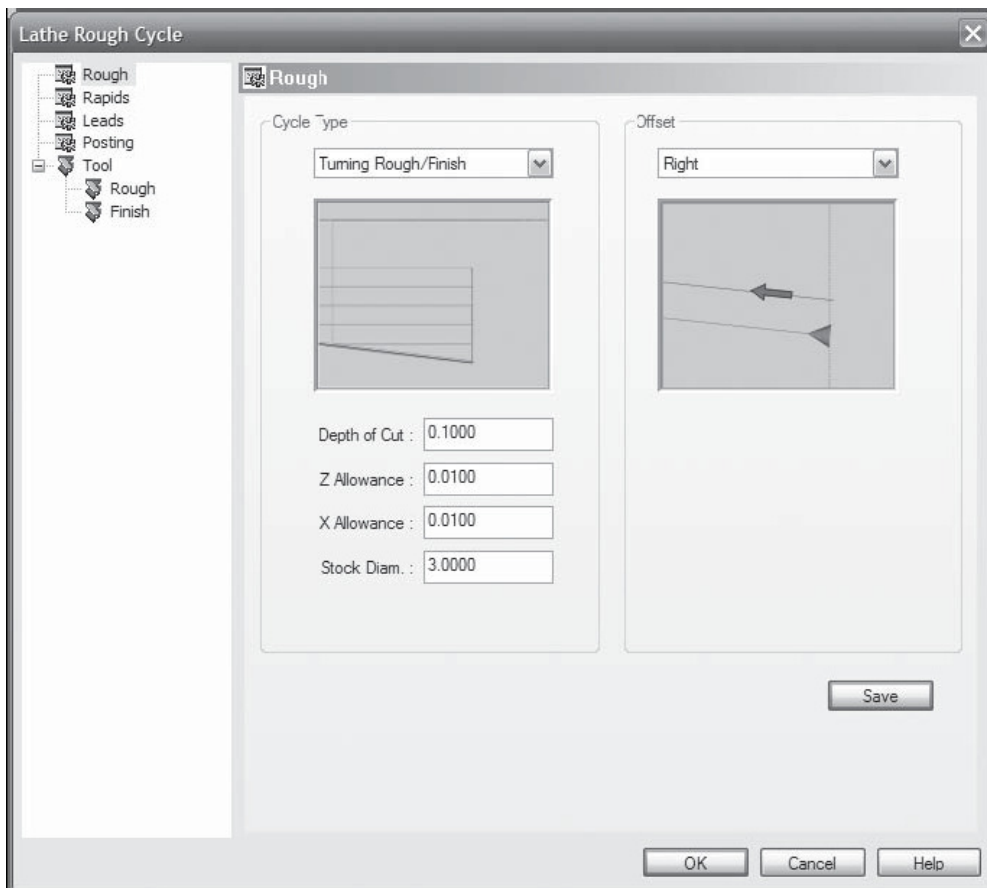 Lathe Rough Cycle
Rough
Rapids
Leads
Posting
Tool
Rough
Finish
Rough
Cycle Type
Turning Rough/Finish
Depth of Cut : 0.1000
Z Allowance : 0.0100
X Allowance : 0.0100
Stock Diam. : 3.0000
Offset
Right
Save
OK Cancel Help